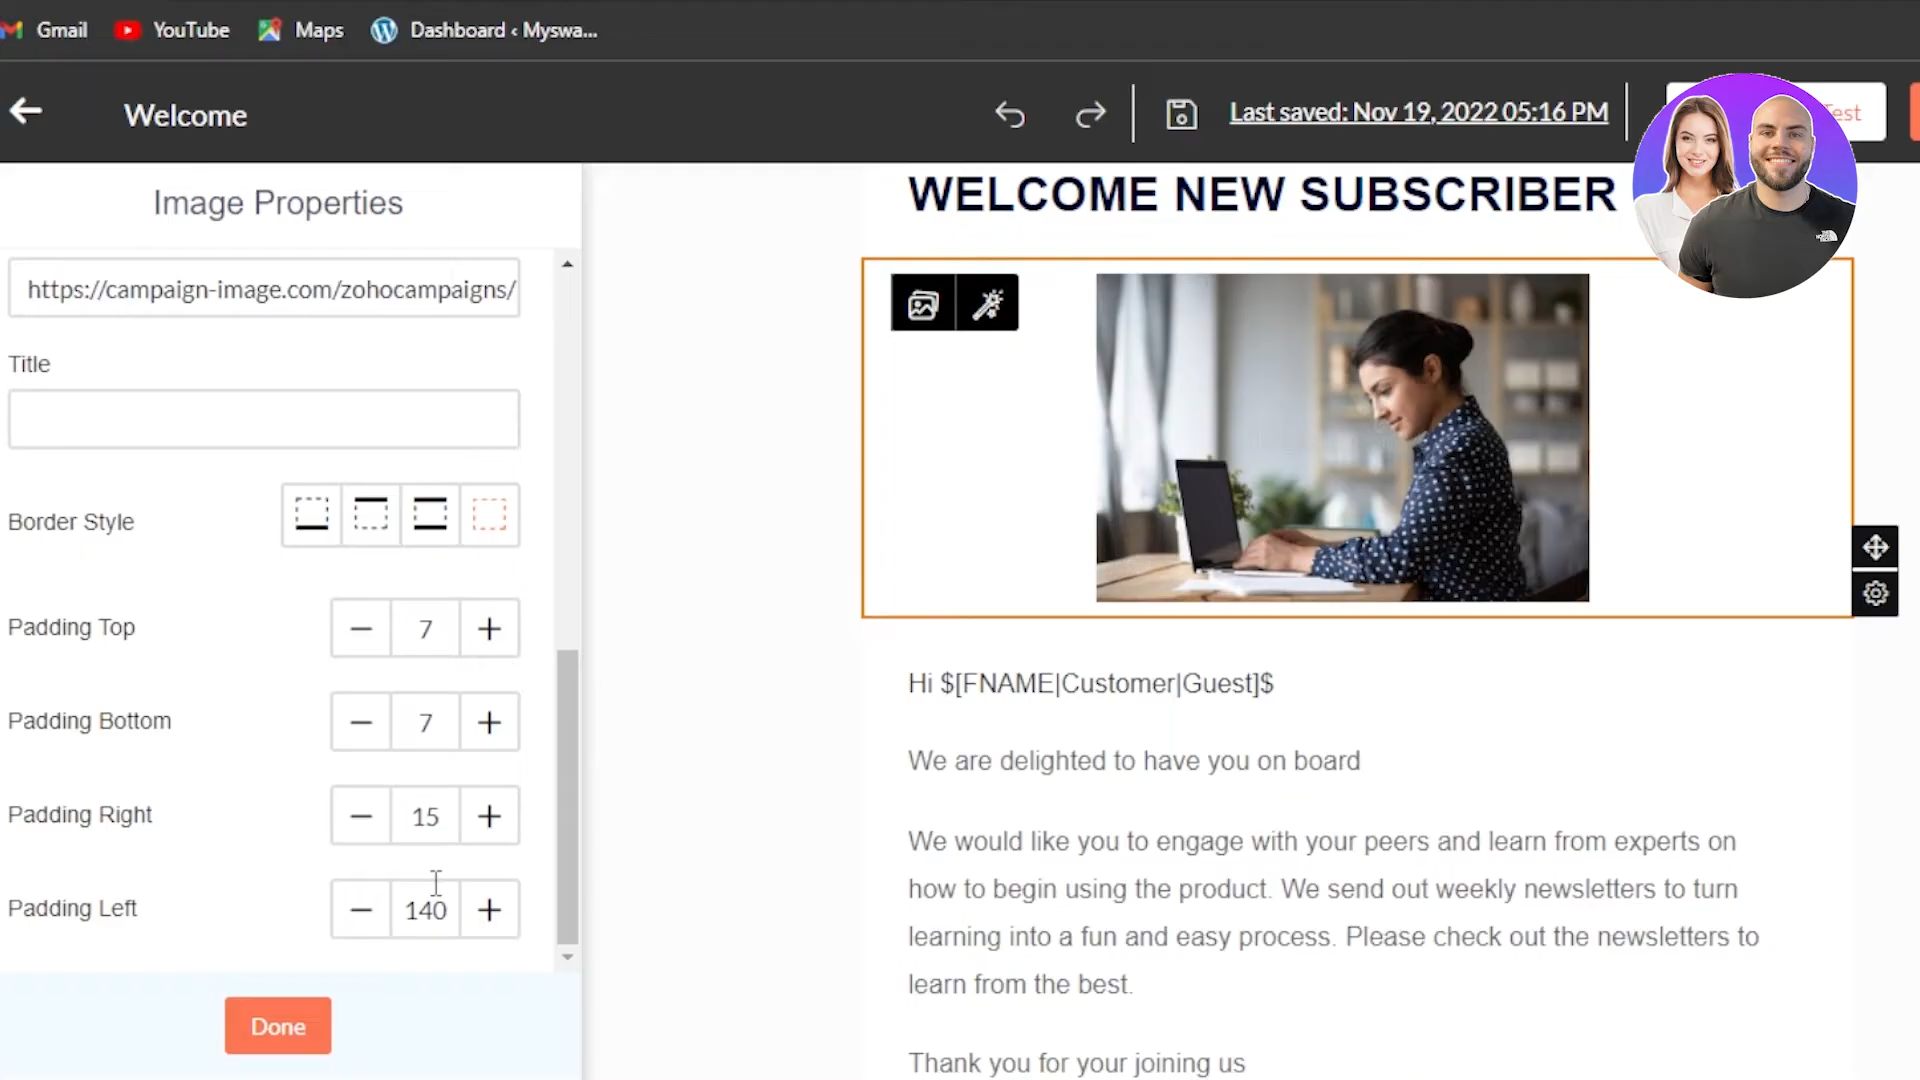 Gmail YouTube Maps Dashboard ‹ Myswa...
Welcome Last saved: Nov 19, 2022 05:16 PM
Image Properties
https://campaign-image.com/zohocampaigns/
Title
Border Style
Padding Top 7
Padding Bottom 7
Padding Right 15
Padding Left 140
Done
WELCOME NEW SUBSCRIBER
Hi $[FNAME|Customer|Guest]$
We are delighted to have you on board
We would like you to engage with your peers and learn from experts on
how to begin using the product. We send out weekly newsletters to turn
learning into a fun and easy process. Please check out the newsletters to
learn from the best.
Thank you for your joining us